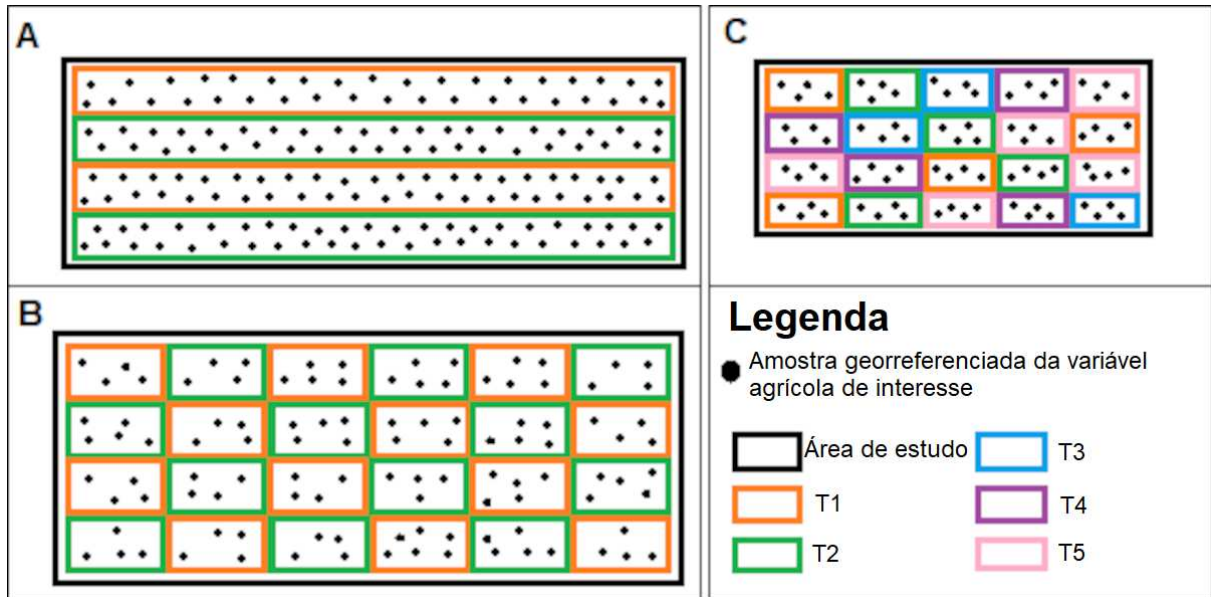 A
C
B
Legenda
Amostra georreferenciada da variável
agrícola de interesse
Área de estudo
T3
T1
T4
T2
T5